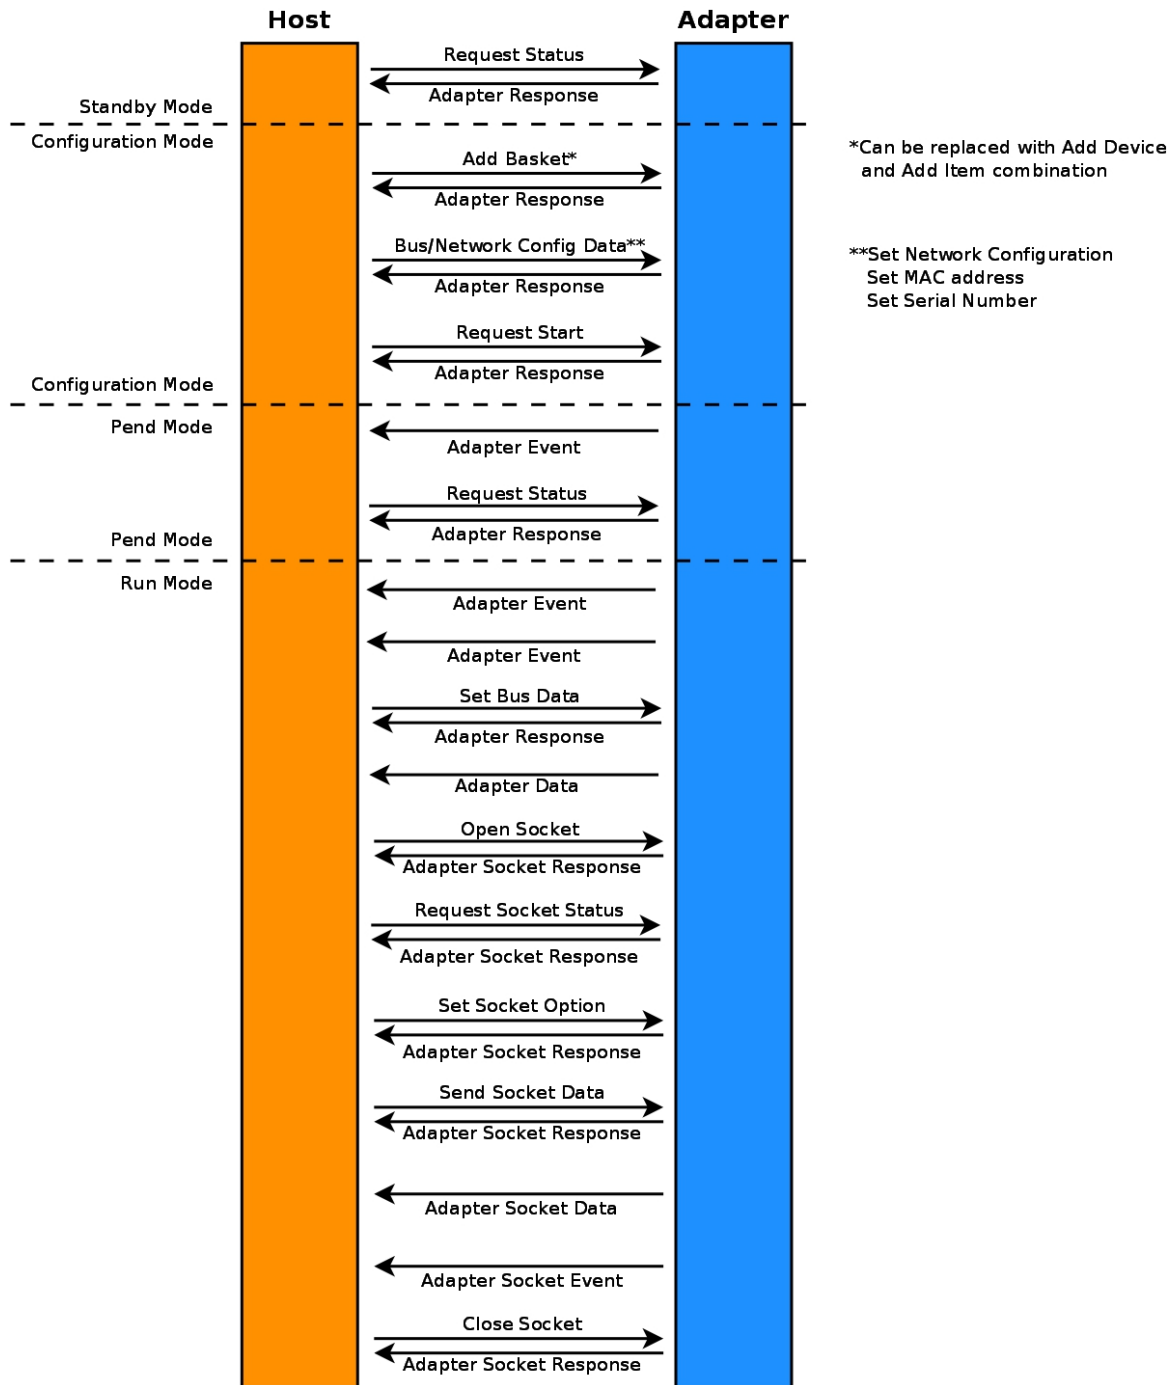 Host
Adapter
Request Status
Adapter Response
Standby Mode
Configuration Mode
*Can be replaced with Add Device
and Add Item combination
Add Basket*
Adapter Response
Bus/Network Config Data**
Adapter Response
**Set Network Configuration
Set MAC address
Set Serial Number
Request Start
Adapter Response
Configuration Mode
Pend Mode
Adapter Event
Request Status
Adapter Response
Pend Mode
Run Mode
Adapter Event
Adapter Event
Set Bus Data
Adapter Response
Adapter Data
Open Socket
Adapter Socket Response
Request Socket Status
Adapter Socket Response
Set Socket Option
Adapter Socket Response
Send Socket Data
Adapter Socket Response
Adapter Socket Data
Adapter Socket Event
Close Socket
Adapter Socket Response